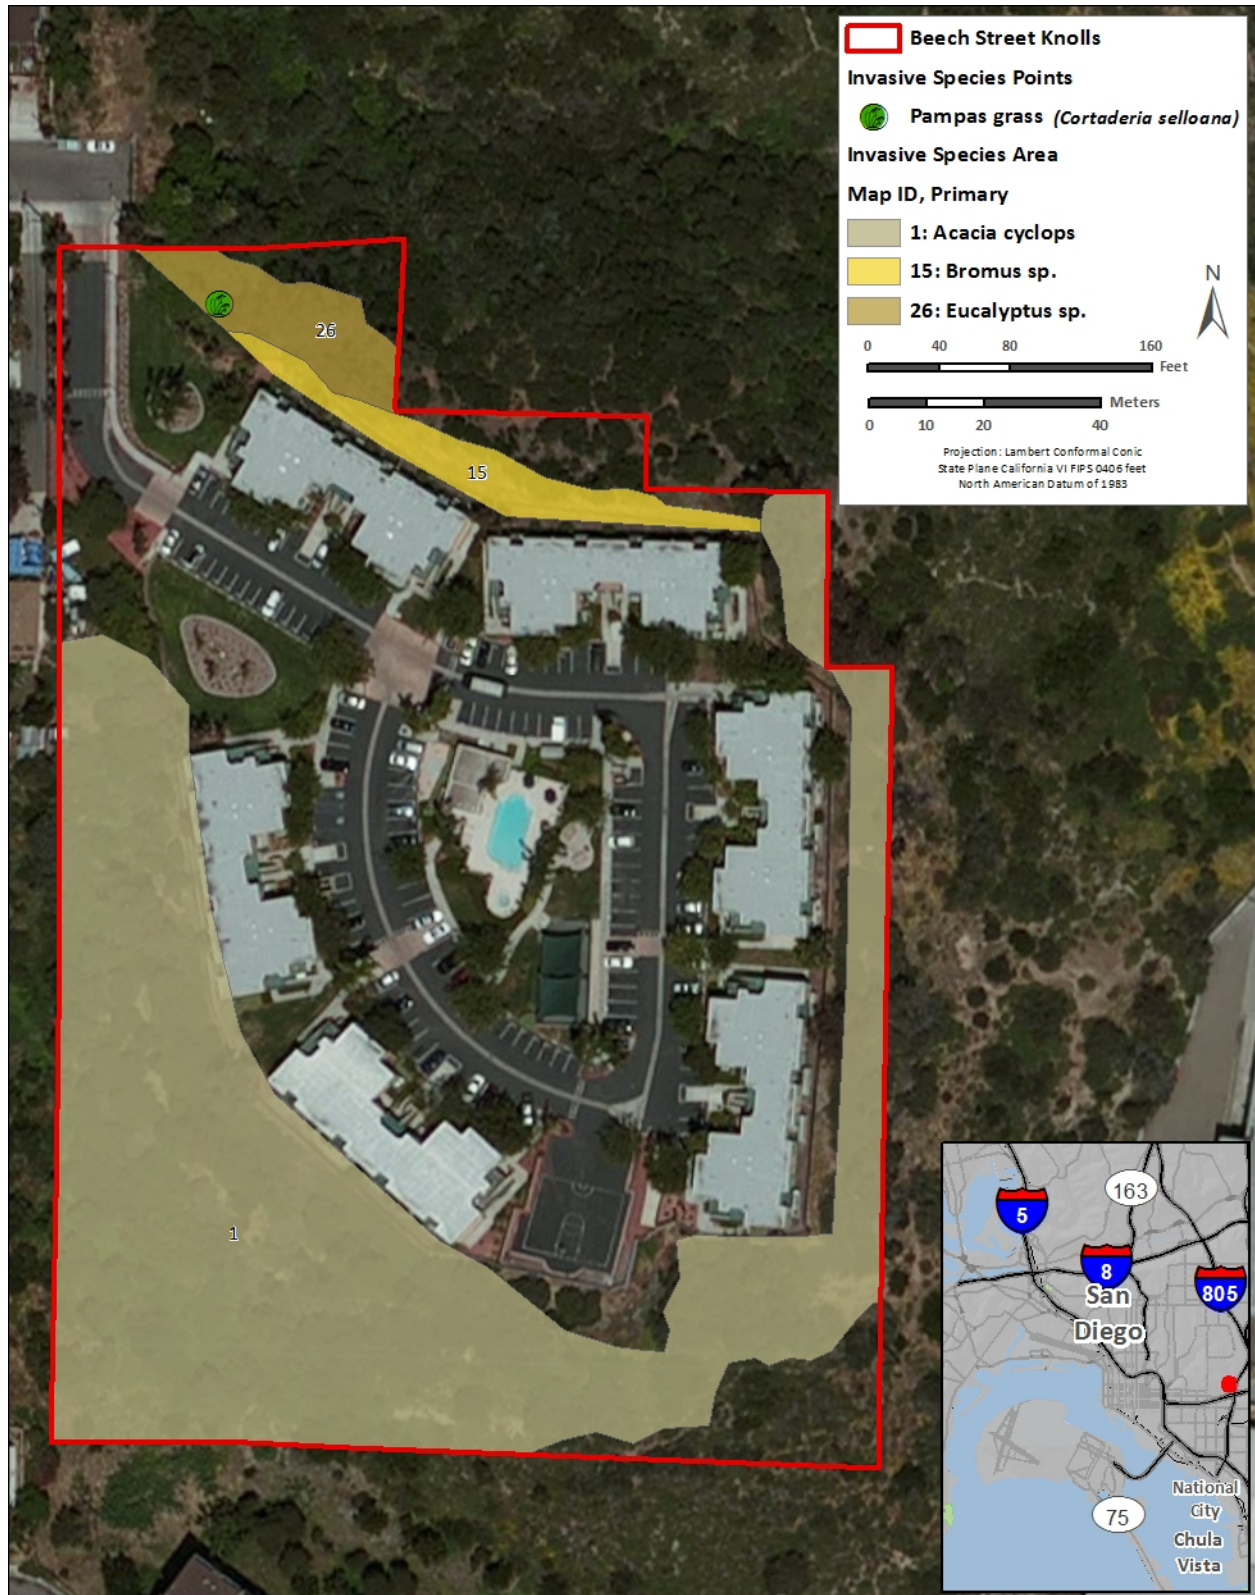 Beech Street Knolls
Invasive Species Points
Pampas grass (Cortaderia selloana)
Invasive Species Area
Map ID, Primary
1: Acacia cyclops
15: Bromus sp.
26: Eucalyptus sp.
N
0 40 80 160
Feet
Meters
0 10 20 40
Projection: Lambert Conformal Conic
State Plane California VI FIPS 0406 feet
North American Datum of 1983
26
15
1
163
5
8
805
San
Diego
National
City
75
Chula
Vista